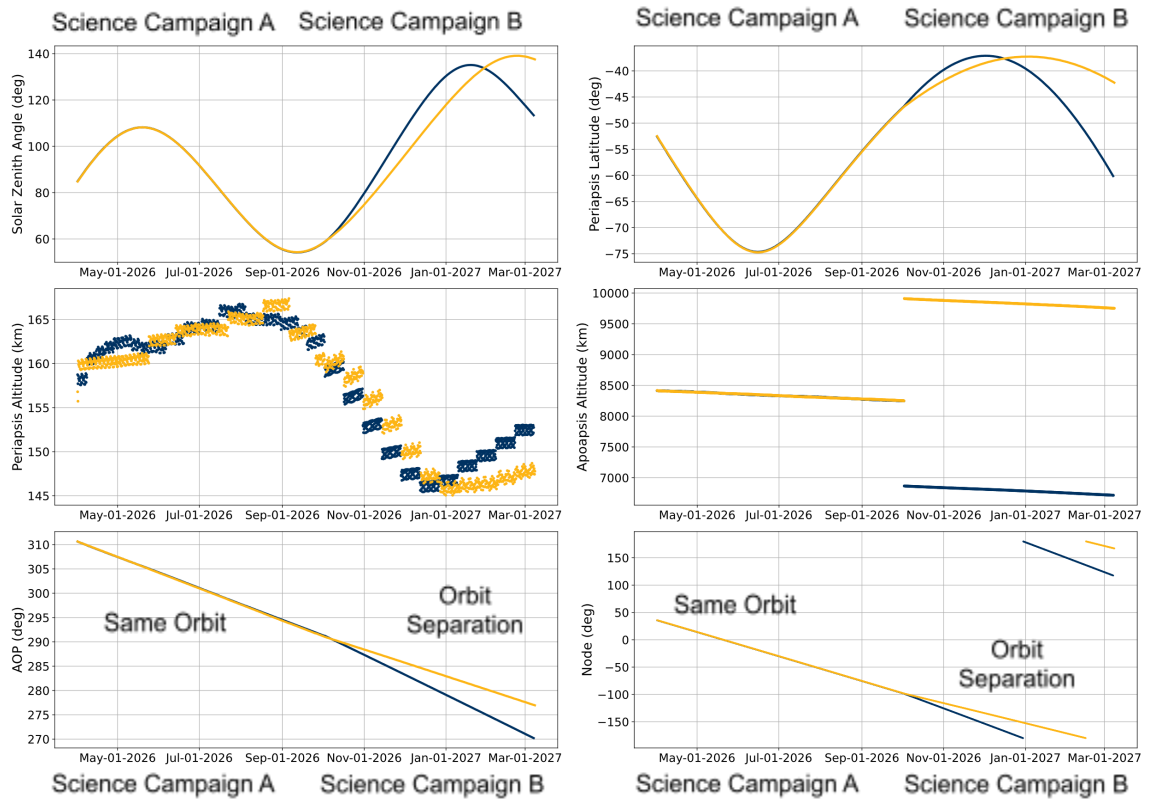 Science Campaign A Science Campaign B
Science Campaign A Science Campaign B
Solar Zenith Angle (deg)
140
120
100
80
60
May-01-2026 Jul-01-2026 Sep-01-2026 Nov-01-2026 Jan-01-2027 Mar-01-2027
Periapsis Latitude (deg)
−40
−45
−50
−55
−60
−65
−70
−75
May-01-2026 Jul-01-2026 Sep-01-2026 Nov-01-2026 Jan-01-2027 Mar-01-2027
Periapsis Altitude (km)
165
160
155
150
145
May-01-2026 Jul-01-2026 Sep-01-2026 Nov-01-2026 Jan-01-2027 Mar-01-2027
Apoapsis Altitude (km)
10000
9500
9000
8500
8000
7500
7000
May-01-2026 Jul-01-2026 Sep-01-2026 Nov-01-2026 Jan-01-2027 Mar-01-2027
AOP (deg)
310
305
300
295
290
285
280
275
270
Same Orbit
Orbit
Separation
May-01-2026 Jul-01-2026 Sep-01-2026 Nov-01-2026 Jan-01-2027 Mar-01-2027
Node (deg)
150
100
50
0
−50
−100
−150
Same Orbit
Orbit
Separation
May-01-2026 Jul-01-2026 Sep-01-2026 Nov-01-2026 Jan-01-2027 Mar-01-2027
Science Campaign A Science Campaign B
Science Campaign A Science Campaign B